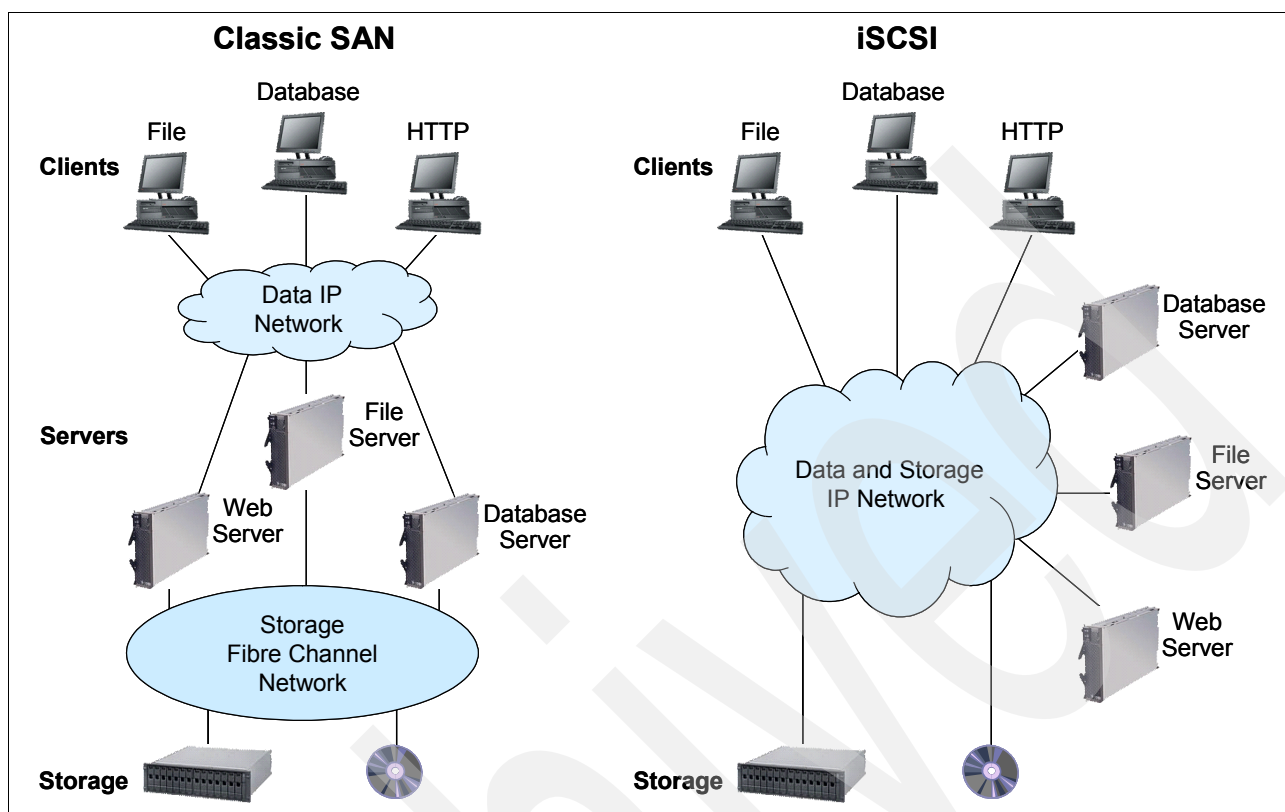 Classic SAN
Database
File
HTTP
Clients
Data IP
Network
File
Server
Servers
Web
Server
Database
Server
Storage
Fibre Channel
Network
Storage
iSCSI
Database
File
HTTP
Clients
Database
Server
Data and Storage
IP Network
File
Server
Web
Server
Storage